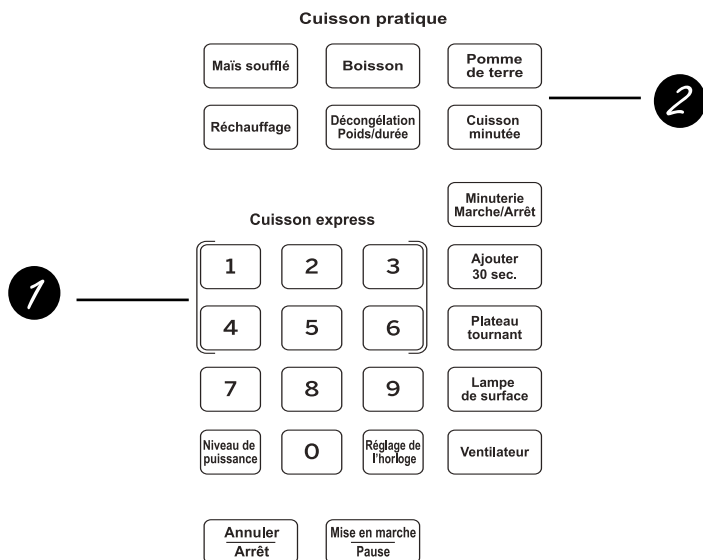 Cuisson pratique
Maïs soufflé
Boisson
Pomme
de terre
2
Réchauffage
Décongélation
Poids/durée
Cuisson
minutée
Minuterie
Marche/Arrêt
Cuisson express
1
1
2
3
Ajouter
30 sec.
4
5
6
Plateau
tournant
7
8
9
Lampe
de surface
Niveau de
puissance
0
Réglage de
l'horloge
Ventilateur
Annuler
Arrêt
Mise en marche
Pause